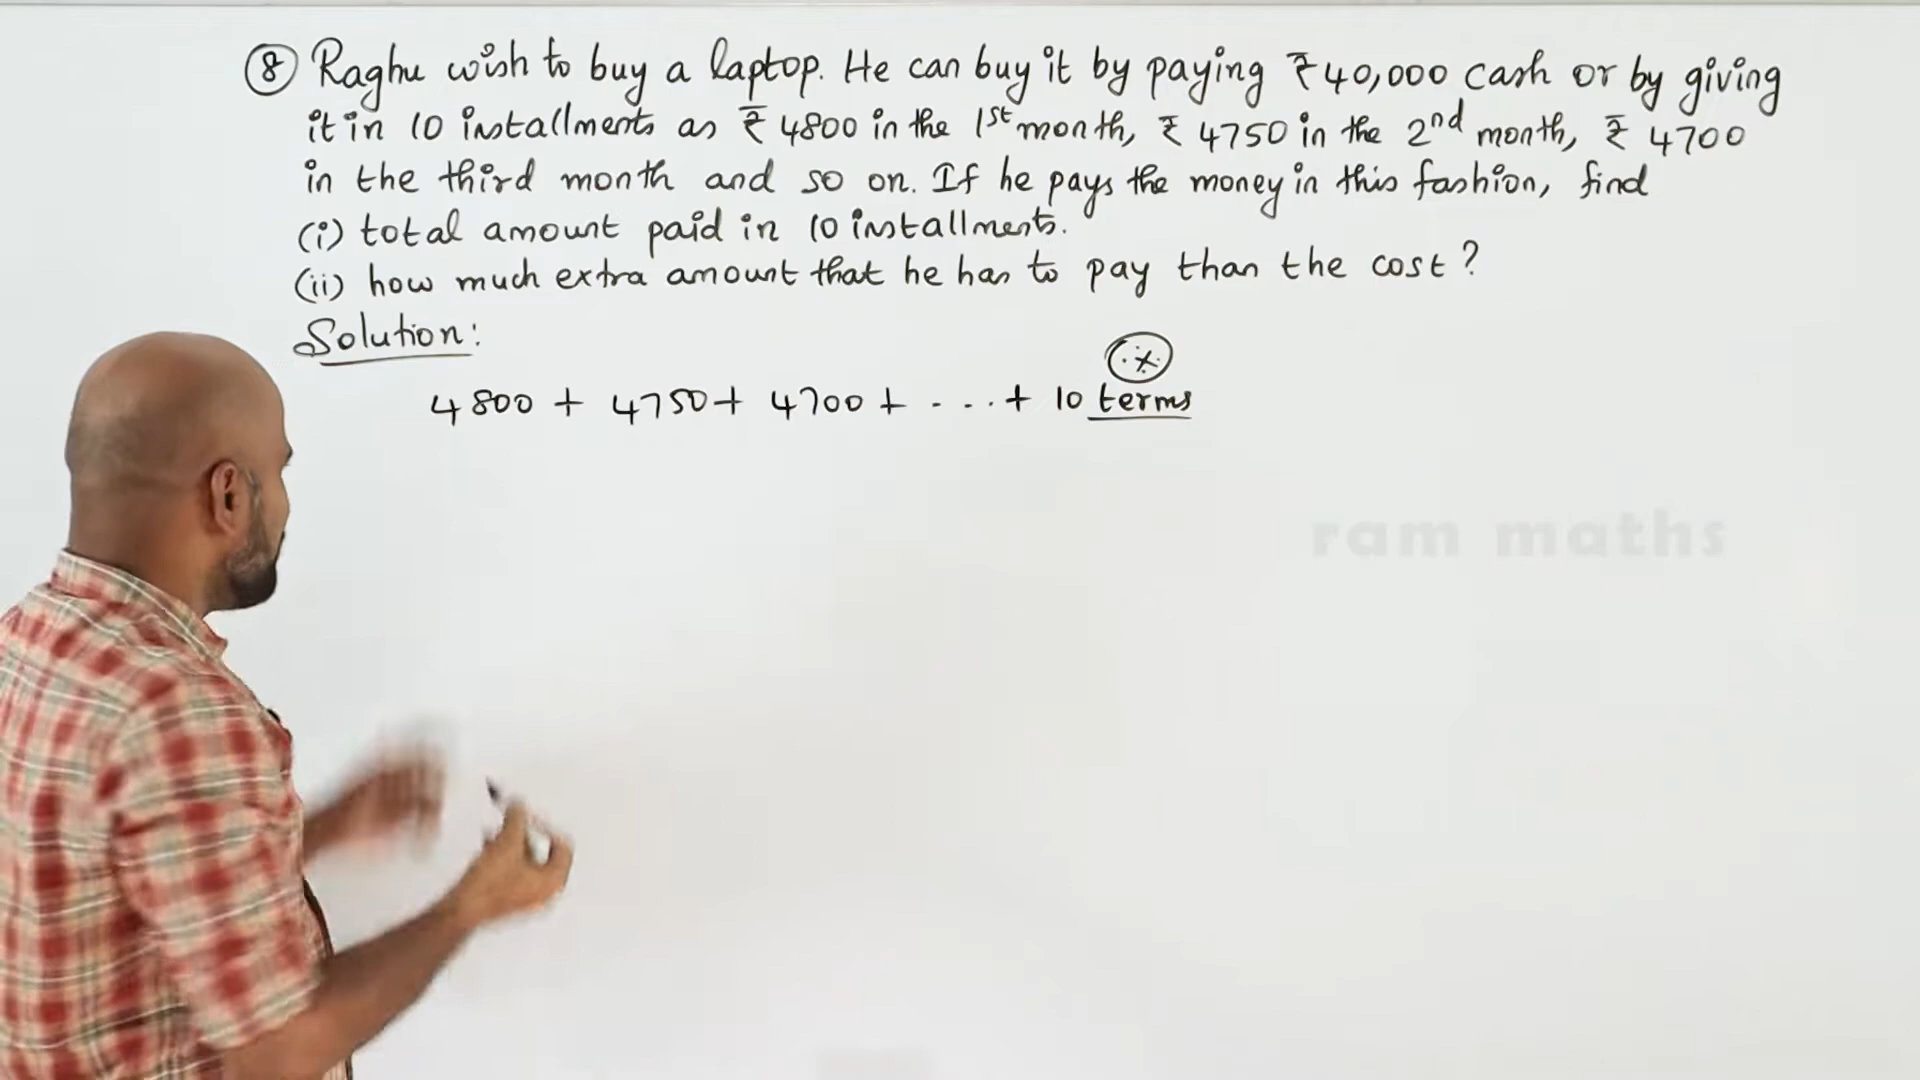 ⑧ Raghu wish to buy a laptop. He can buy it by paying ₹40,000 cash or by giving
it in 10 installments as ₹ 4800 in the 1st month, ₹ 4750 in the 2nd month, ₹ 4700
in the third month and so on. If he pays the money in this fashion, find
(i) total amount paid in 10 installments.
(ii) how much extra amount that he has to pay than the cost?
Solution:
4800 + 4750 + 4700 + . . . + 10 terms
ram maths